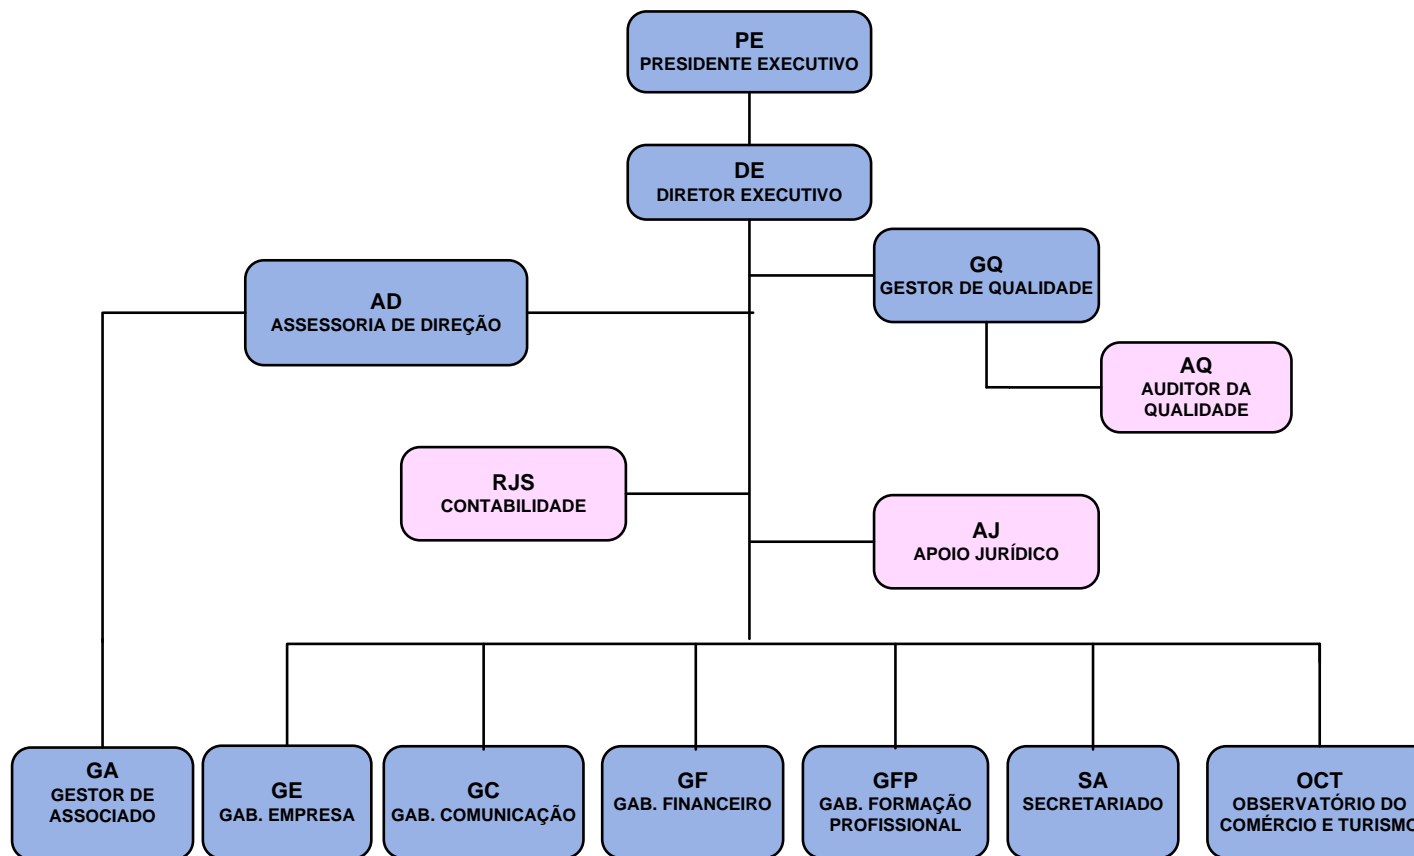 PE
PRESIDENTE EXECUTIVO
DE
DIRETOR EXECUTIVO
GQ
GESTOR DE QUALIDADE
AD
ASSESSORIA DE DIREÇÃO
AQ
AUDITOR DA
QUALIDADE
RJS
CONTABILIDADE
AJ
APOIO JURÍDICO
GA
GESTOR DE
ASSOCIADO
GE
GAB. EMPRESA
GC
GAB. COMUNICAÇÃO
GF
GAB. FINANCEIRO
GFP
GAB. FORMAÇÃO
PROFISSIONAL
SA
SECRETARIADO
OCT
OBSERVATÓRIO DO
COMÉRCIO E TURISMO